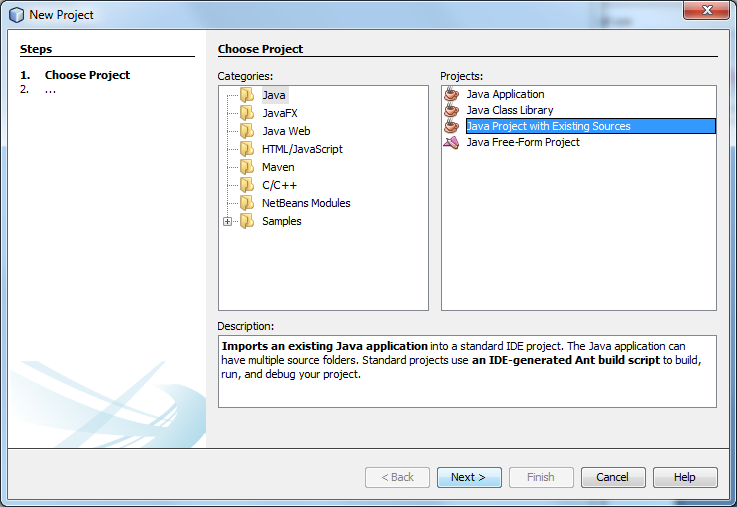 New Project
Steps
1. Choose Project
2. ...
Choose Project
Categories:
Java
JavaFX
Java Web
HTML/JavaScript
Maven
C/C++
NetBeans Modules
Samples
Projects:
Java Application
Java Class Library
Java Project with Existing Sources
Java Free-Form Project
Description:
Imports an existing Java application into a standard IDE project. The Java application can
have multiple source folders. Standard projects use an IDE-generated Ant build script to build,
run, and debug your project.
< Back
Next >
Finish
Cancel
Help